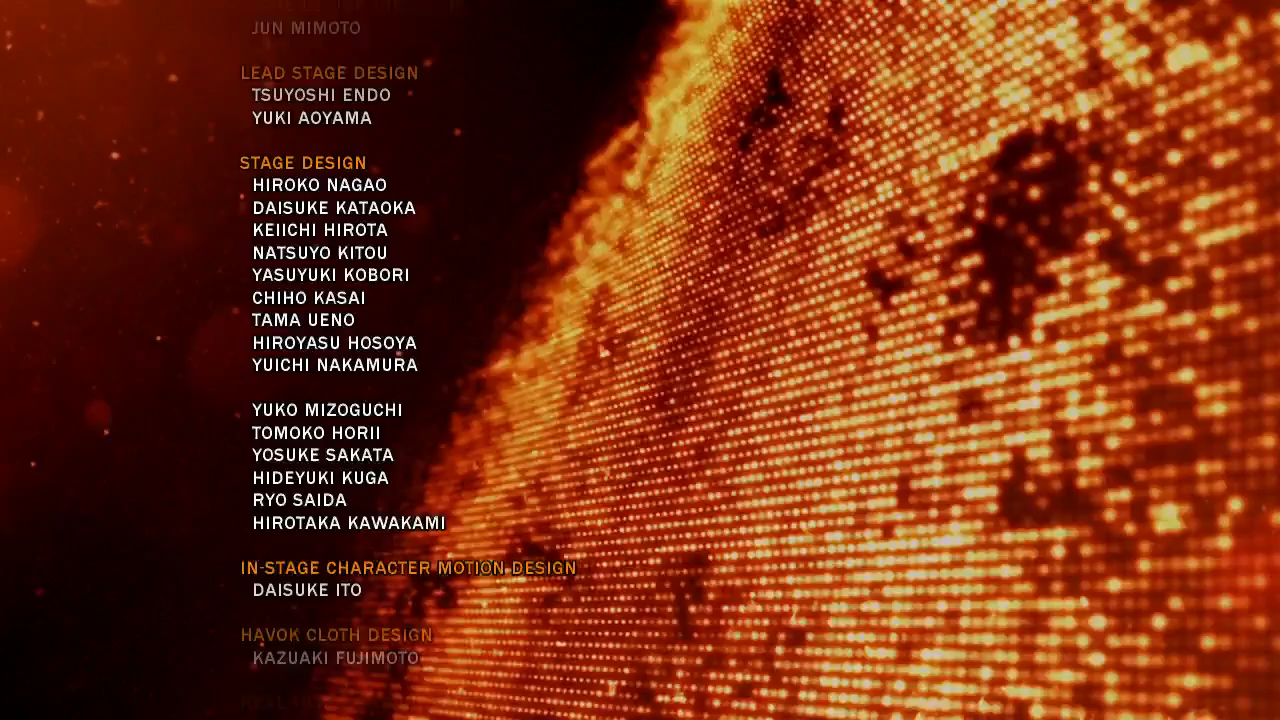 JUN MIMOTO
LEAD STAGE DESIGN
TSUYOSHI ENDO
YUKI AOYAMA
STAGE DESIGN
HIROKO NAGAO
DAISUKE KATAOKA
KEIICHI HIROTA
NATSUYO KITOU
YASUYUKI KOBORI
CHIHO KASAI
TAMA UENO
HIROYASU HOSOYA
YUICHI NAKAMURA
YUKO MIZOGUCHI
TOMOKO HORII
YOSUKE SAKATA
HIDEYUKI KUGA
RYO SAIDA
HIROTAKA KAWAKAMI
IN-STAGE CHARACTER MOTION DESIGN
DAISUKE ITO
HAVOK CLOTH DESIGN
KAZUAKI FUJIMOTO